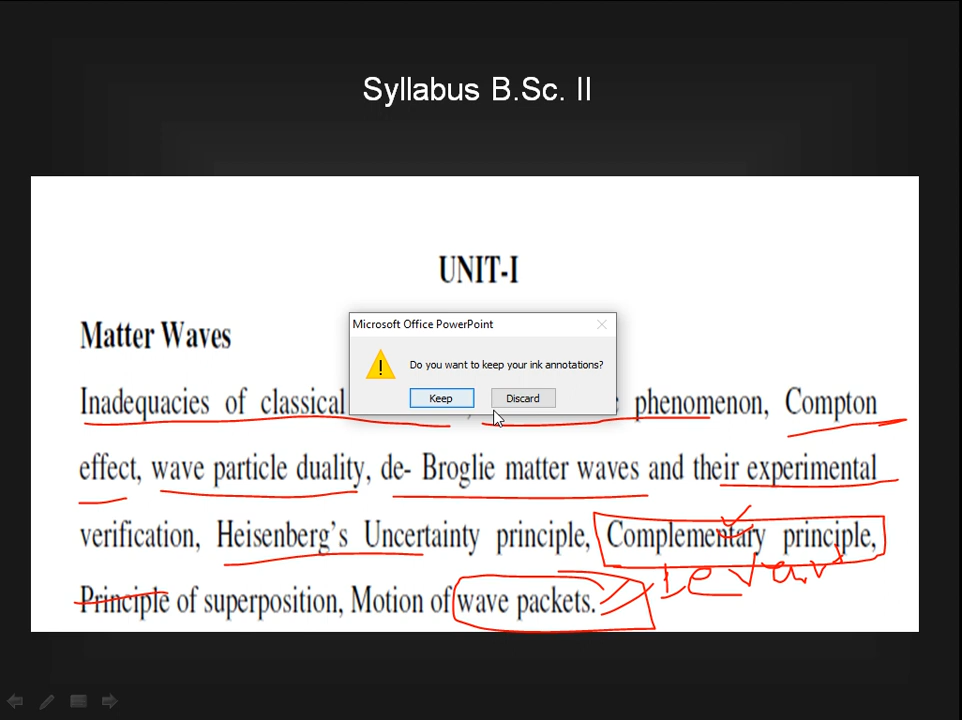 Syllabus B.Sc. II
UNIT-I
Matter Waves
Microsoft Office PowerPoint
Do you want to keep your ink annotations?
Keep Discard
Inadequacies of classical phenomenon, Compton
effect, wave particle duality, de- Broglie matter waves and their experimental
verification, Heisenberg's Uncertainty principle, Complementary principle,
Principle of superposition, Motion of wave packets.